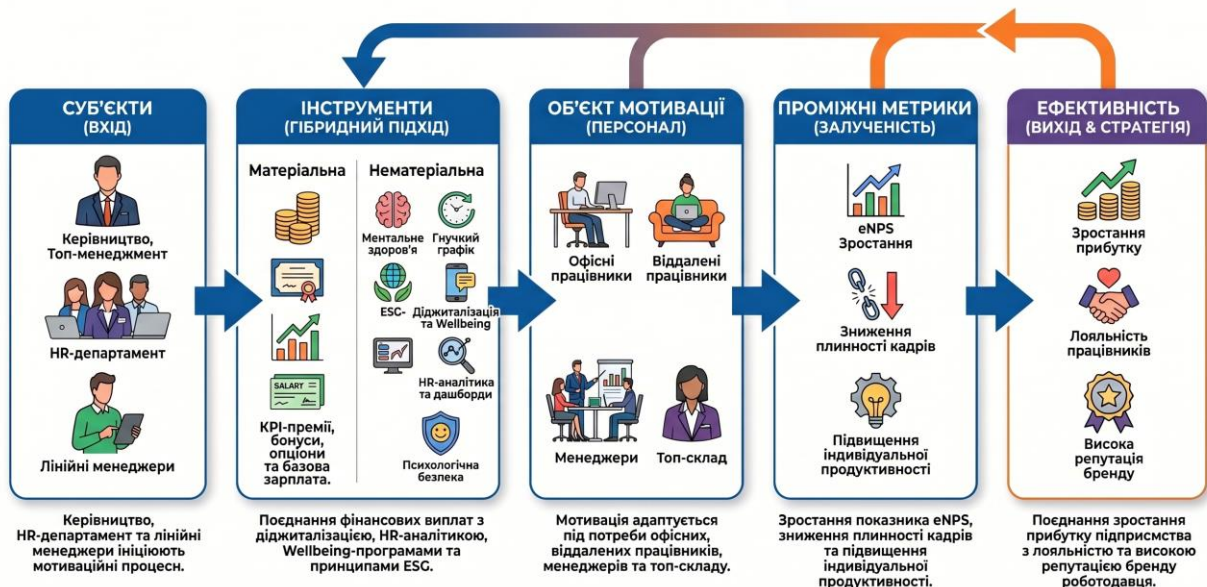 СУБ'ЄКТИ
(ВХІД)
Керівництво,
Топ-менеджмент
HR-департамент
Лінійні менеджери
Керівництво,
HR-департамент та лінійні
менеджери ініціюють
мотиваційні процесн.
ІНСТРУМЕНТИ
(ГІБРИДНИЙ ПІДХІД)
Матеріальна
SALARY
KPI-премії,
бонуси,
опціони
та базова
зарплата.
Нематеріальна
Ментальне
здоров'я
Гнучкий
графік
ESG-
Діджиталізація
та Wellbeing
HR-аналітика
та дашборди
Психологічна
безпека
Поєднання фінансових виплат з
діджиталізацією, HR-аналітикою,
Wellbeing-програмами та
принципами ESG.
ОБ'ЄКТ МОТИВАЦІЇ
(ПЕРСОНАЛ)
Офісні
працівники
Віддалені
працівники
Менеджери
Топ-склад
Мотивація адаптується
під потреби офісних,
віддалених працівників,
менеджерів та топ-складу.
ПРОМІЖНІ МЕТРИКИ
(ЗАЛУЧЕНІСТЬ)
eNPS
Зростання
Зниження
плинності кадрів
Підвищення
індивідуальної
продуктивності
Зростання показника eNPS,
зниження плинності кадрів
та підвищення
індивідуальної
продуктивності.
ЕФЕКТИВНІСТЬ
(ВИХІД & СТРАТЕГІЯ)
Зростання
прибутку
Лояльність
працівників
Висока
репутація
бренду
Поєднання зростання
прибутку підприємства
з лояльністю та високою
репутацією бренду
роботодавця.